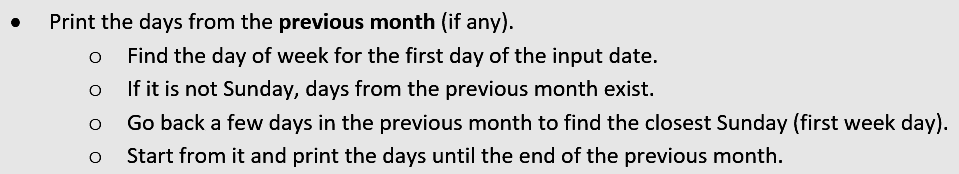 • Print the days from the previous month (if any).
o Find the day of week for the first day of the input date.
o If it is not Sunday, days from the previous month exist.
o Go back a few days in the previous month to find the closest Sunday (first week day).
o Start from it and print the days until the end of the previous month.